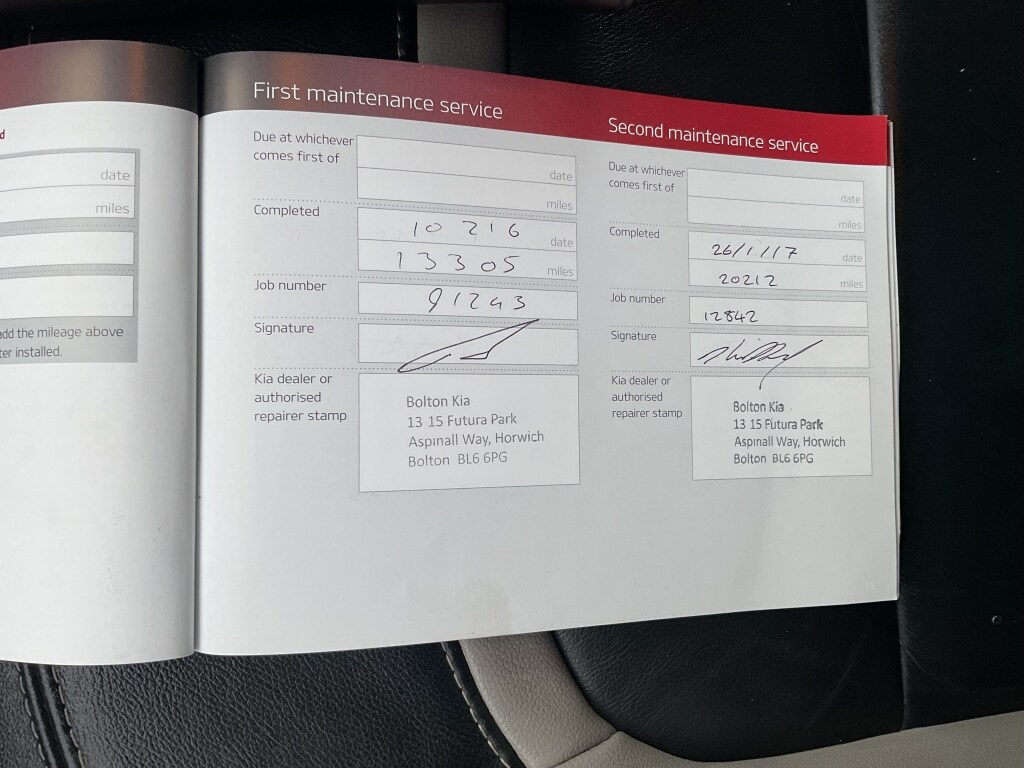 d
date
miles
add the mileage above
ter installed.
First maintenance service
Due at whichever
comes first of
date
miles
Completed
10 2 16
date
13305
miles
Job number
91243
Signature
Kia dealer or
authorised
repairer stamp
Bolton Kia
13 15 Futura Park
Aspinall Way, Horwich
Bolton BL6 6PG
Second maintenance service
Due at whichever
comes first of
date
miles
Completed
26/1/17
date
20212
miles
Job number
12842
Signature
Kia dealer or
authorised
repairer stamp
Bolton Kia
13 15 Futura Park
Aspinall Way, Horwich
Bolton BL6 6PG
15